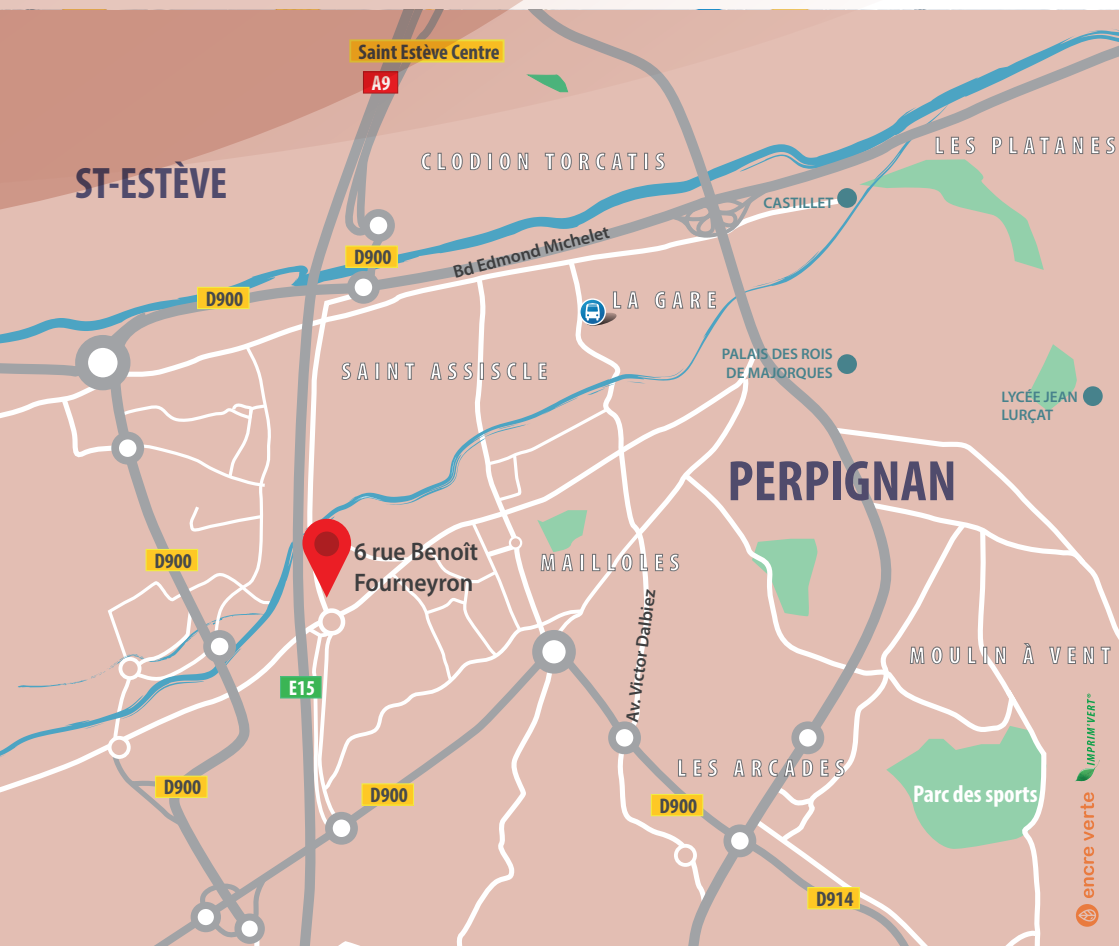 Saint Estève Centre
A9
LES PLATANES
CLODION TORCATIS
ST-ESTÈVE
CASTILLET
Bd Edmond Michelet
D900
D900
LA GARE
PALAIS DES ROIS
DE MAJORQUES
SAINT ASSISCLE
LYCÉE JEAN
LURÇAT
PERPIGNAN
6 rue Benoît
Fourneyron
D900
MAILLOLES
Av. Victor Dalbiez
MOULIN À VENT
E15
LES ARCADES
D900
D900
D900
Parc des sports
D914
IMPRIM'VERT®
encre verte